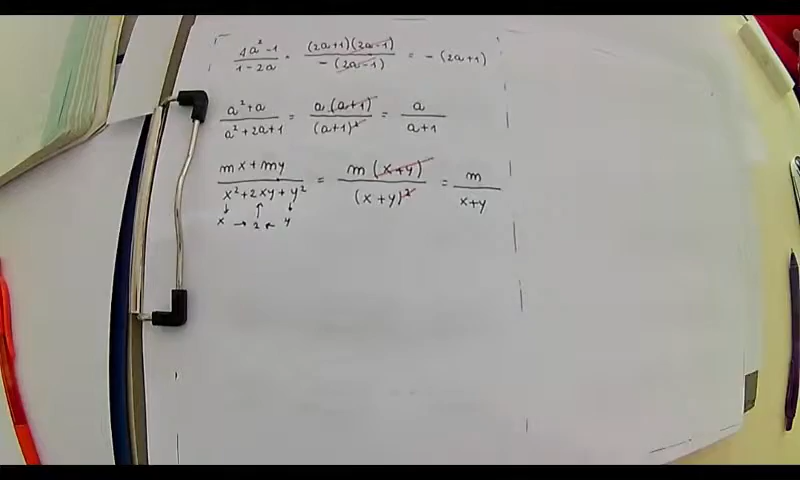 4a²-1 / 1-2a · (2a+1)(2a-1) / -(2a-1) = -(2a+1)
a²+a / a²+2a+1 = a(a+1) / (a+1)² = a / a+1
mx+my / x²+2xy+y² = m(x+y) / (x+y)² = m / x+y
x → 2 ← y